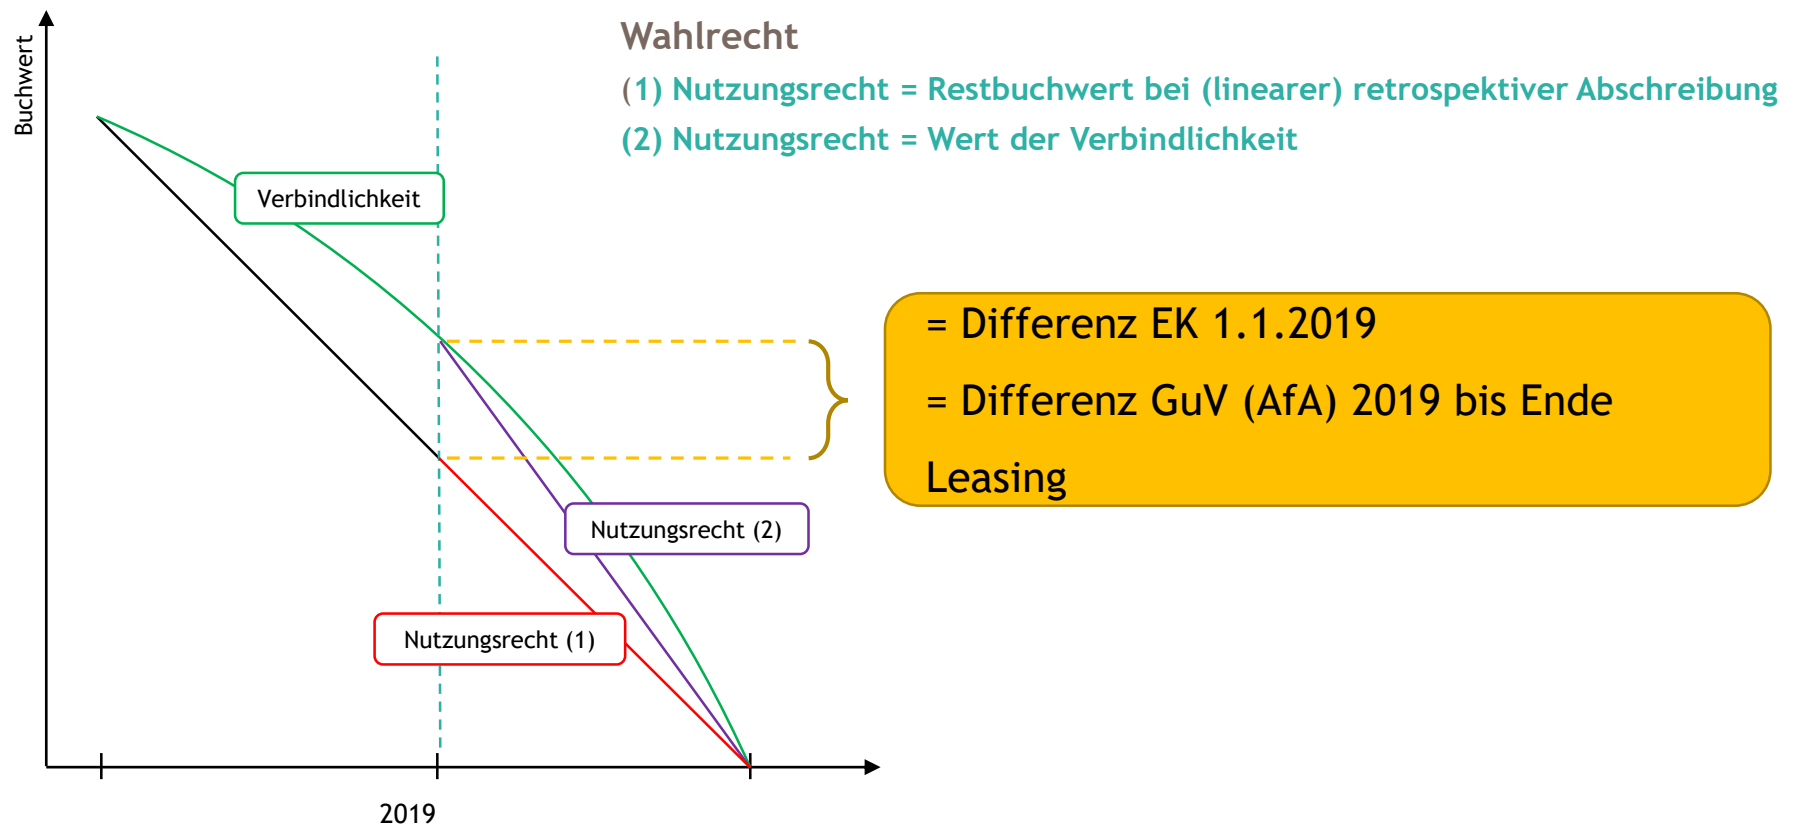 Buchwert
Wahlrecht
(1) Nutzungsrecht = Restbuchwert bei (linearer) retrospektiver Abschreibung
(2) Nutzungsrecht = Wert der Verbindlichkeit
Verbindlichkeit
= Differenz EK 1.1.2019
= Differenz GuV (AfA) 2019 bis Ende
Leasing
Nutzungsrecht (2)
Nutzungsrecht (1)
2019